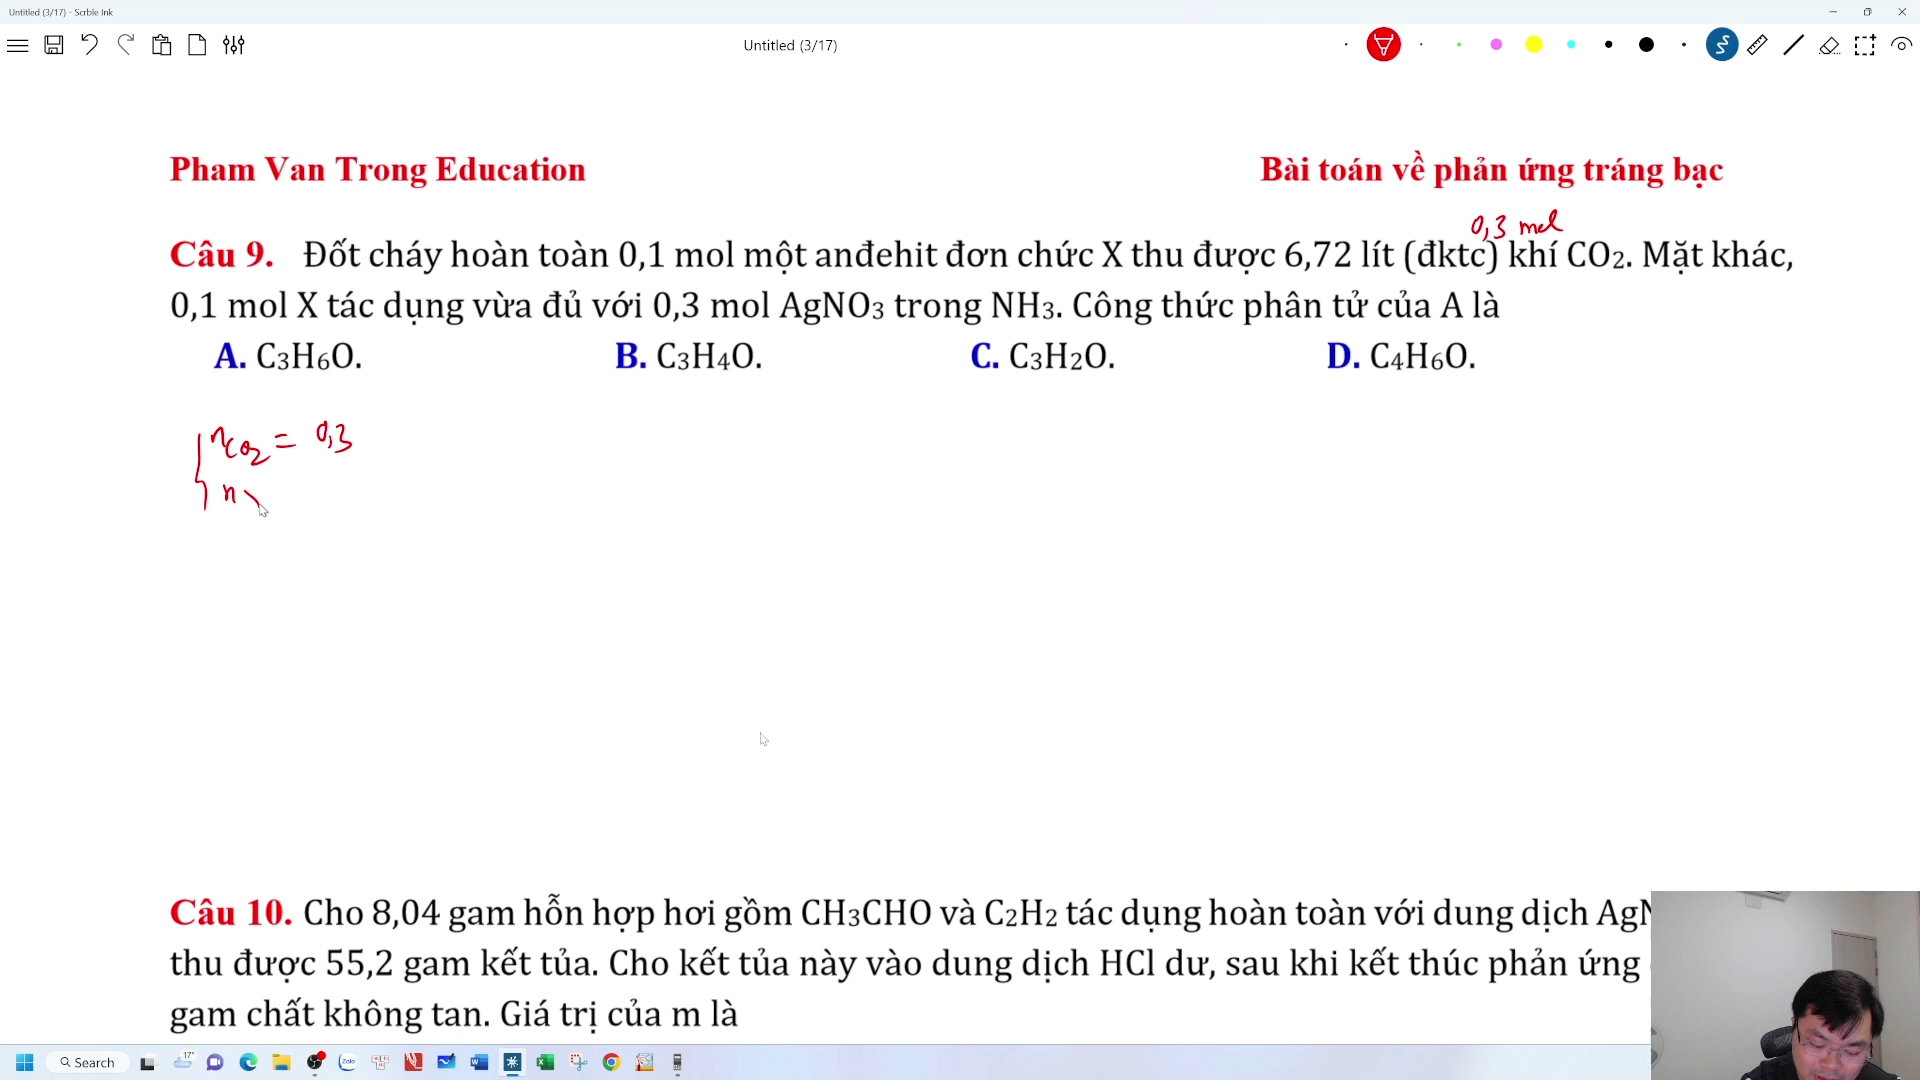 Untitled (3/17) - Scrble Ink
Untitled (3/17)
Pham Van Trong Education
Bài toán về phản ứng tráng bạc
0,3 mol
Câu 9. Đốt cháy hoàn toàn 0,1 mol một anđehit đơn chức X thu được 6,72 lít (đktc) khí CO2. Mặt khác,
0,1 mol X tác dụng vừa đủ với 0,3 mol AgNO3 trong NH3. Công thức phân tử của A là
A. C3H6O. B. C3H4O. C. C3H2O. D. C4H6O.
nCO2 = 0,3
n
Câu 10. Cho 8,04 gam hỗn hợp hơi gồm CH3CHO và C2H2 tác dụng hoàn toàn với dung dịch AgN
thu được 55,2 gam kết tủa. Cho kết tủa này vào dung dịch HCl dư, sau khi kết thúc phản ứng
gam chất không tan. Giá trị của m là
Search
17°
Zalo